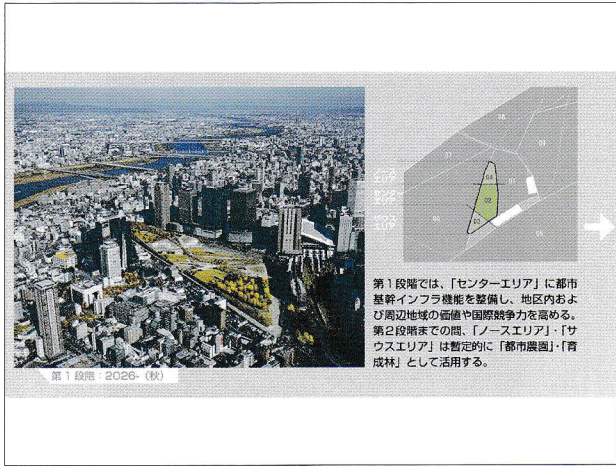 第1段階：2026-（秋）
第1段階では、「センターエリア」に都市
基幹インフラ機能を整備し、地区内およ
び周辺地域の価値や国際競争力を高める。
第2段階までの間、「ノースエリア」・「サ
ウスエリア」は暫定的に「都市農園」・「育
成林」として活用する。